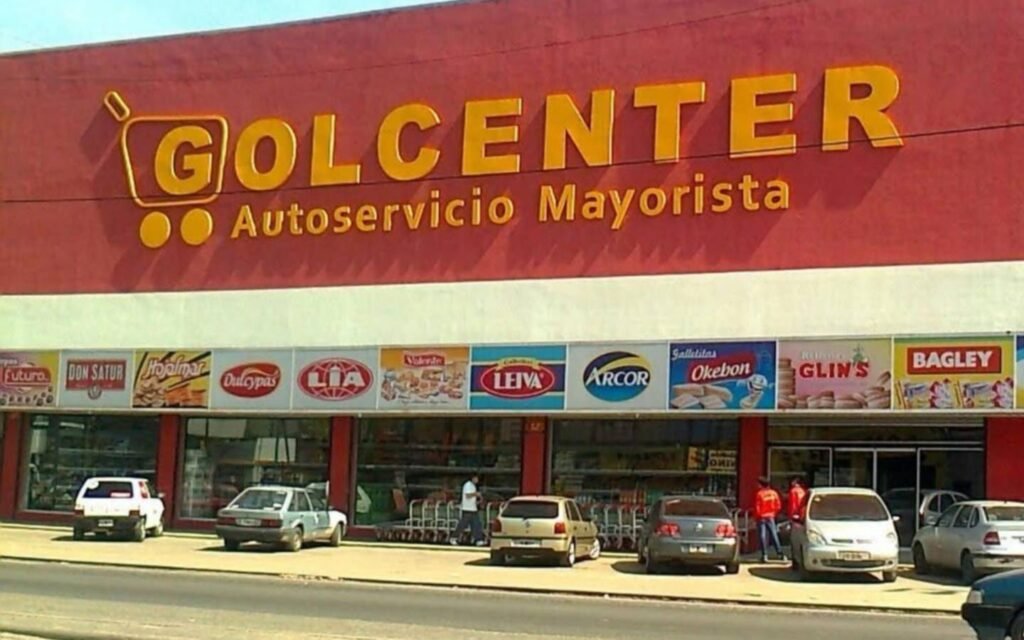 GOLCENTER
Autoservicio Mayorista
Futura
DON SATUR
Hojalmar
Dulcypas
LIA
Valente
LEIVA
ARCOR
Galletitas
Okebon
GLIN'S
BAGLEY